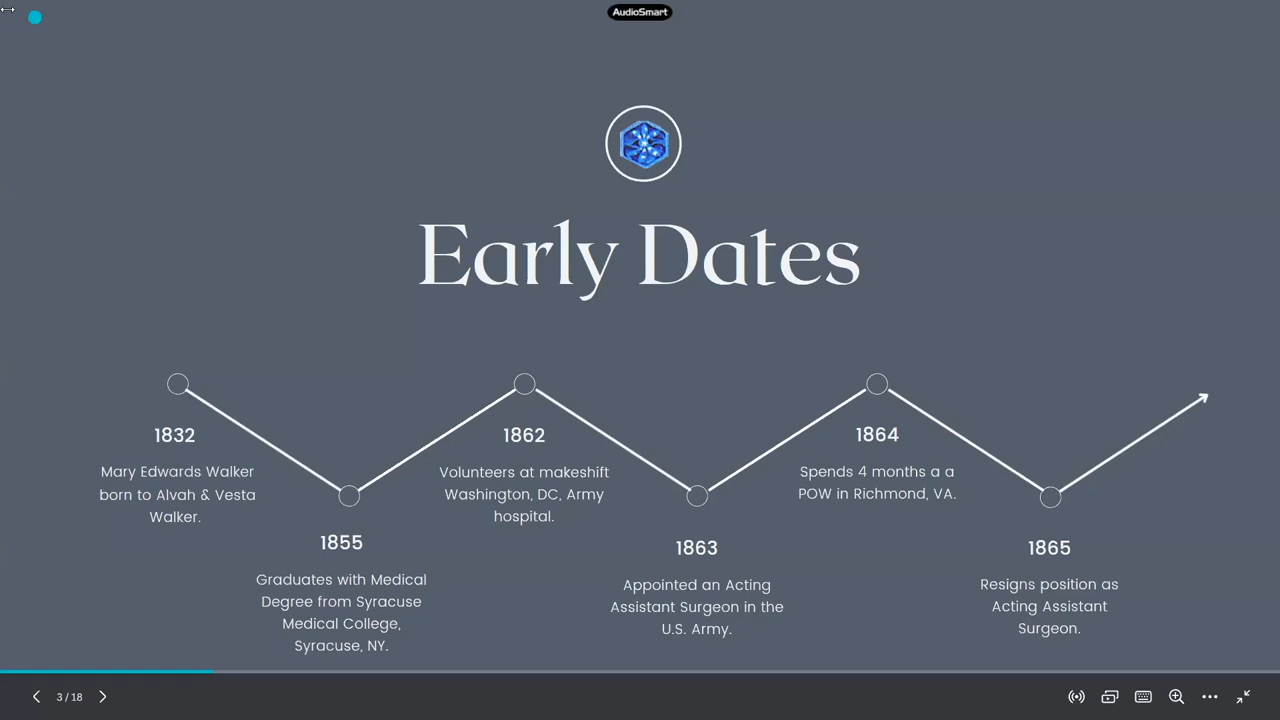 AudioSmart
Early Dates
1832
Mary Edwards Walker
born to Alvah & Vesta
Walker.
1855
Graduates with Medical
Degree from Syracuse
Medical College,
Syracuse, NY.
1862
Volunteers at makeshift
Washington, DC, Army
hospital.
1863
Appointed an Acting
Assistant Surgeon in the
U.S. Army.
1864
Spends 4 months a a
POW in Richmond, VA.
1865
Resigns position as
Acting Assistant
Surgeon.
3 / 18